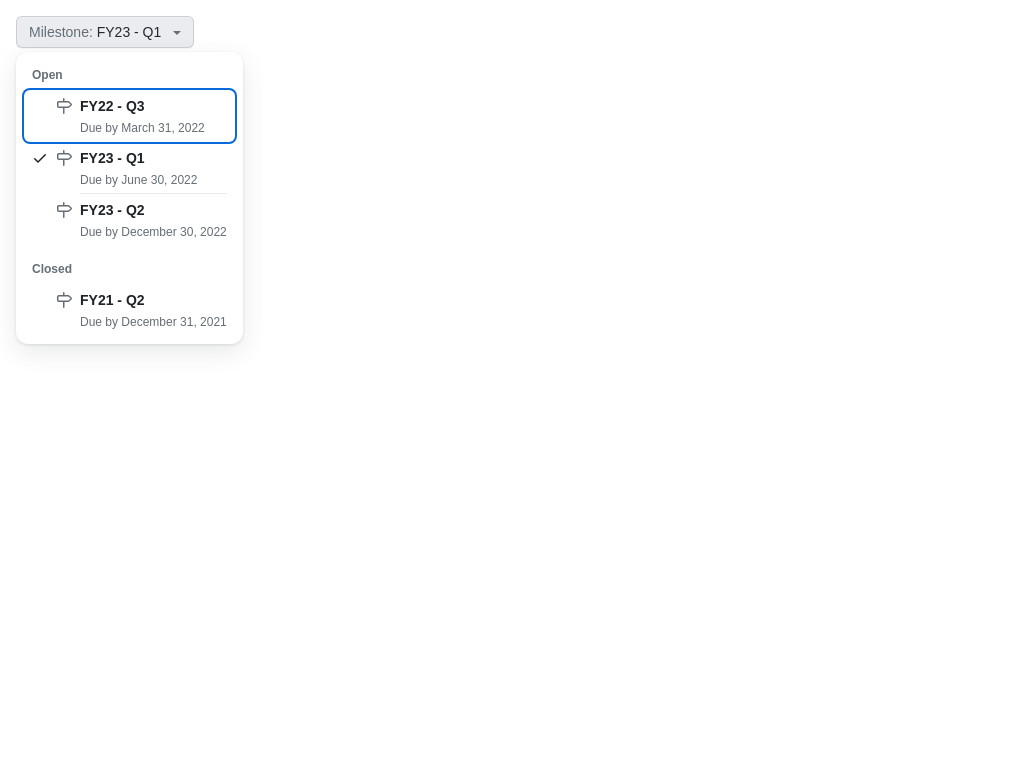 Milestone: FY23 - Q1
Open
FY22 - Q3
Due by March 31, 2022
FY23 - Q1
Due by June 30, 2022
FY23 - Q2
Due by December 30, 2022
Closed
FY21 - Q2
Due by December 31, 2021